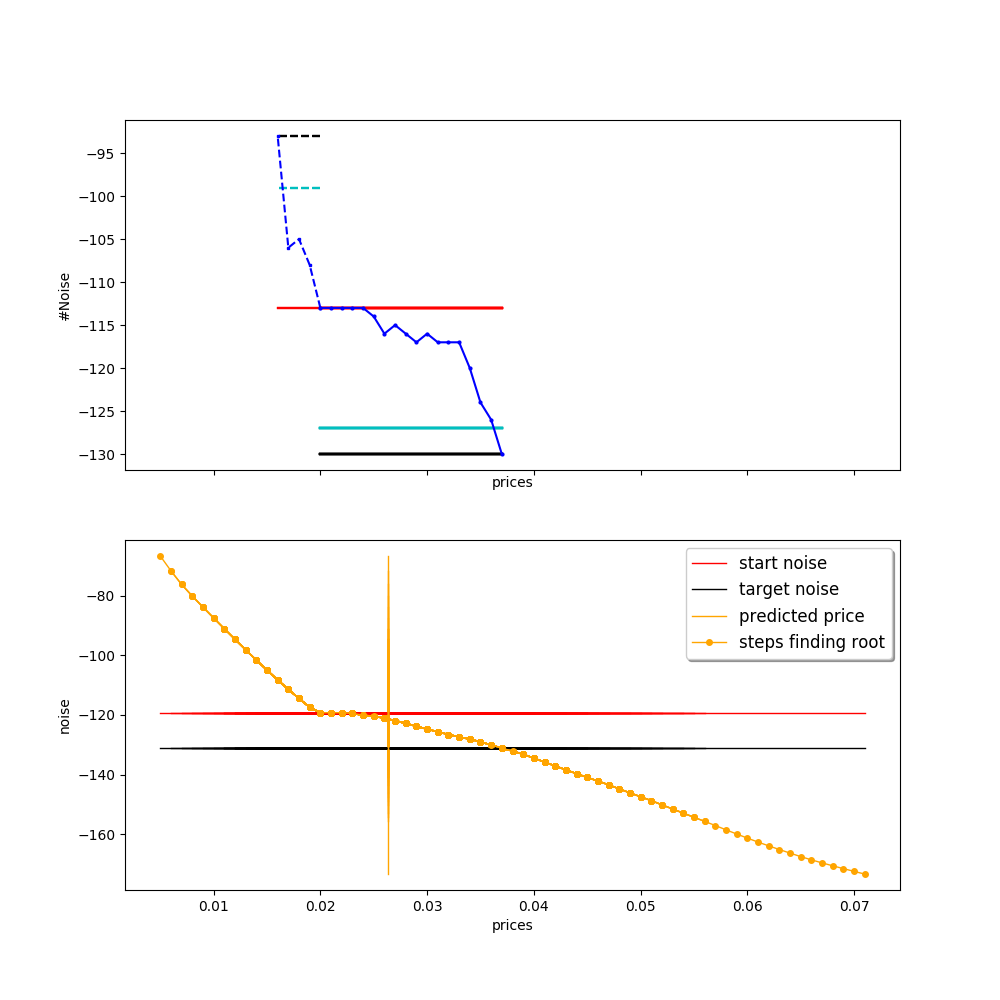 −95
−100
−105
−110
−115
−120
−125
−130
#Noise
prices
−80
−100
−120
−140
−160
noise
start noise
target noise
predicted price
steps finding root
0.01 0.02 0.03 0.04 0.05 0.06 0.07
prices